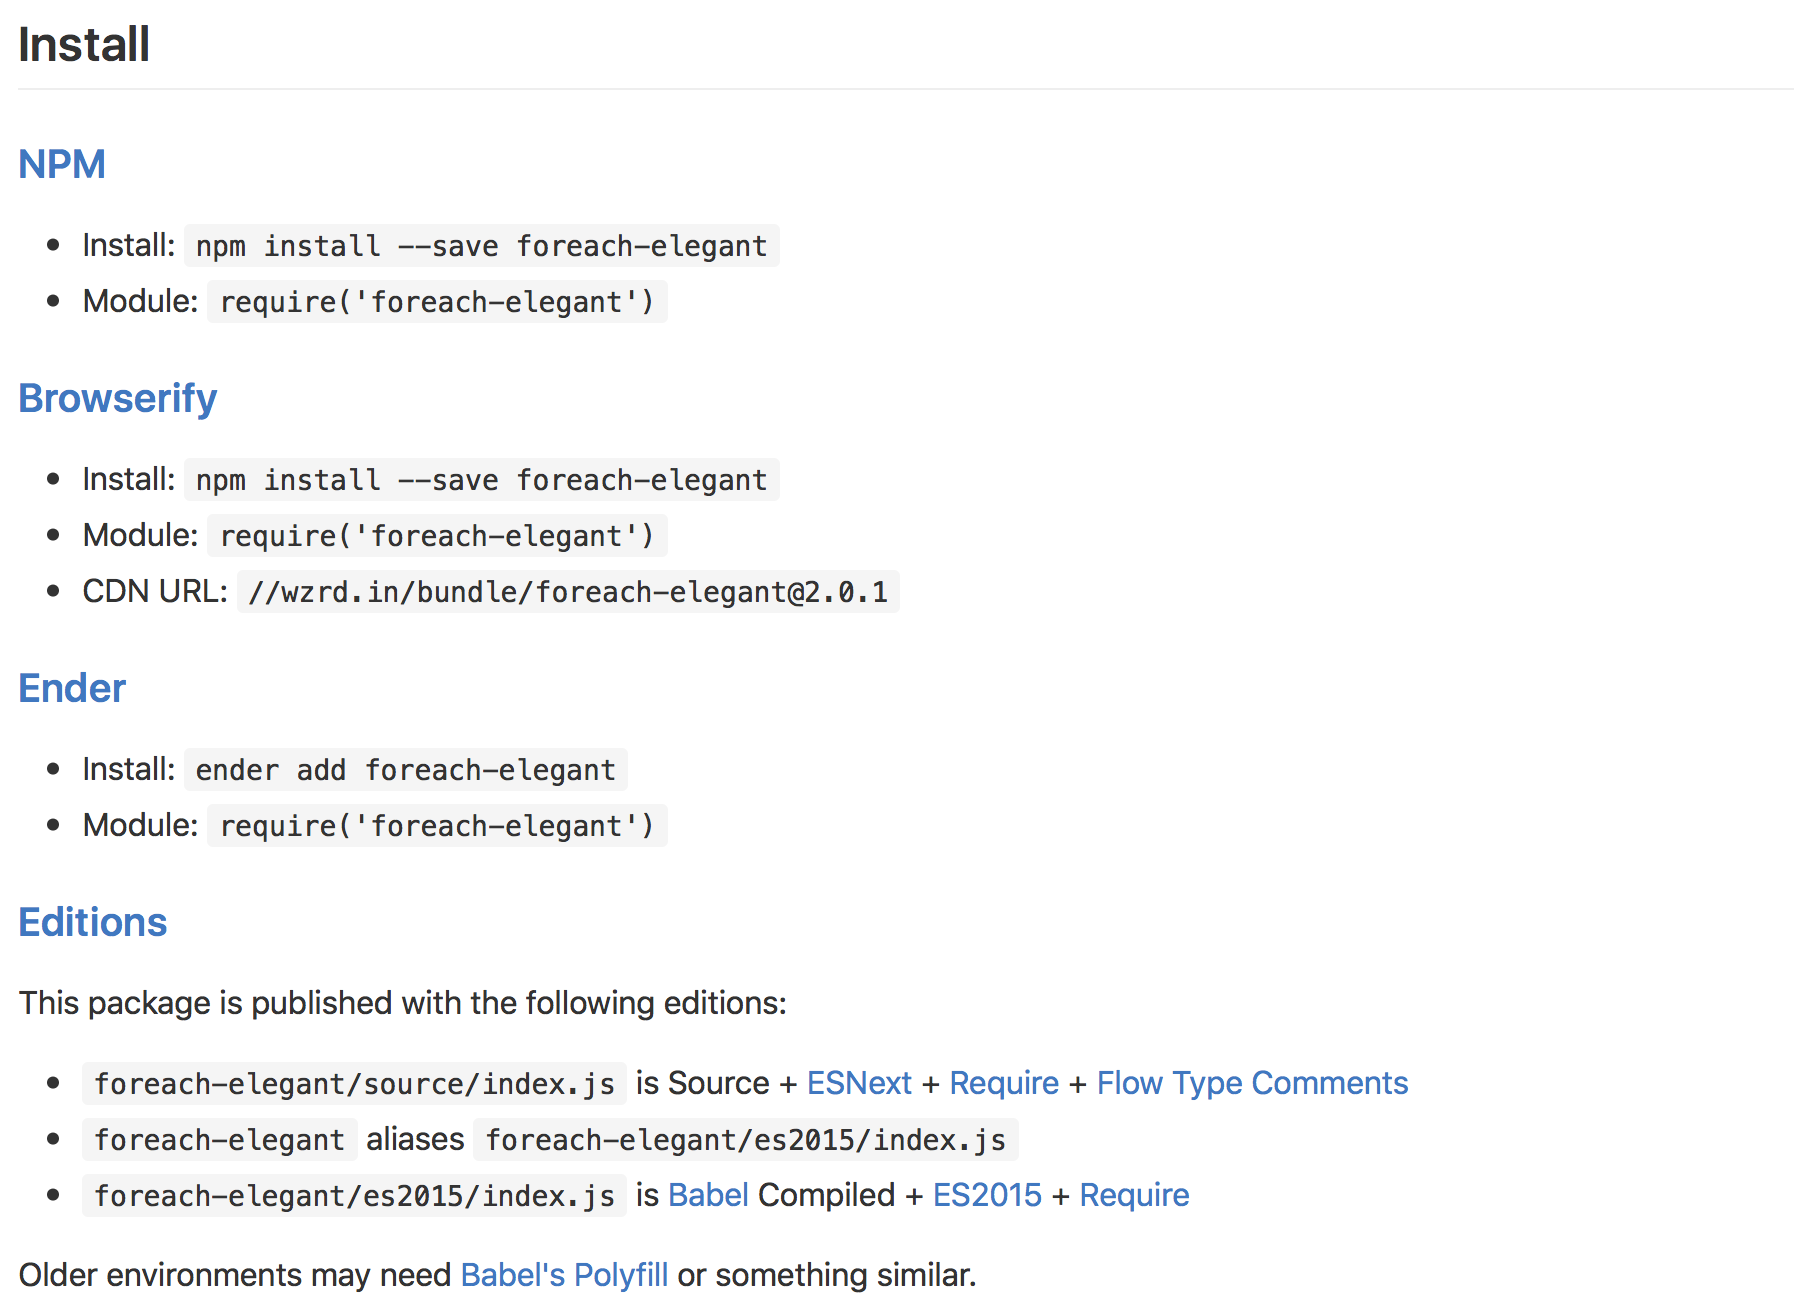 Install
NPM
• Install: npm install --save foreach-elegant
• Module: require('foreach-elegant')
Browserify
• Install: npm install --save foreach-elegant
• Module: require('foreach-elegant')
• CDN URL: //wzrd.in/bundle/foreach-elegant@2.0.1
Ender
• Install: ender add foreach-elegant
• Module: require('foreach-elegant')
Editions
This package is published with the following editions:
• foreach-elegant/source/index.js is Source + ESNext + Require + Flow Type Comments
• foreach-elegant aliases foreach-elegant/es2015/index.js
• foreach-elegant/es2015/index.js is Babel Compiled + ES2015 + Require
Older environments may need Babel's Polyfill or something similar.